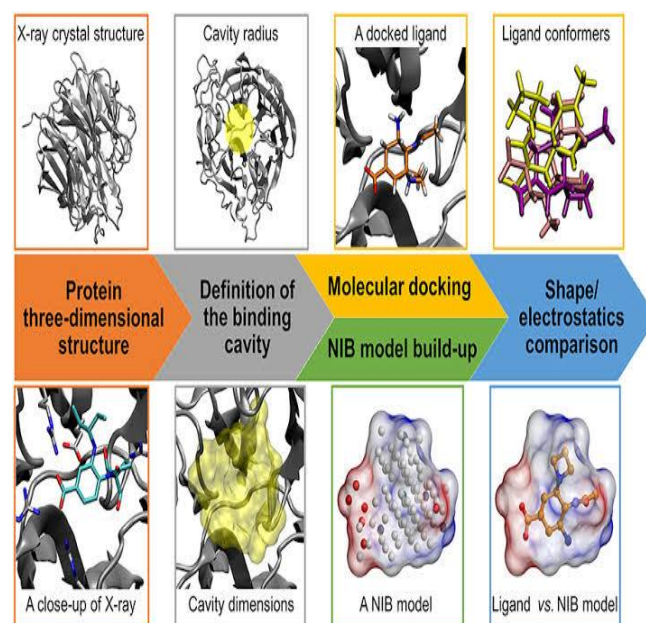 X-ray crystal structure
Cavity radius
A docked ligand
Ligand conformers
Protein
three-dimensional
structure
Definition of
the binding
cavity
Molecular docking
NIB model build-up
Shape/
electrostatics
comparison
A close-up of X-ray
Cavity dimensions
A NIB model
Ligand vs. NIB model